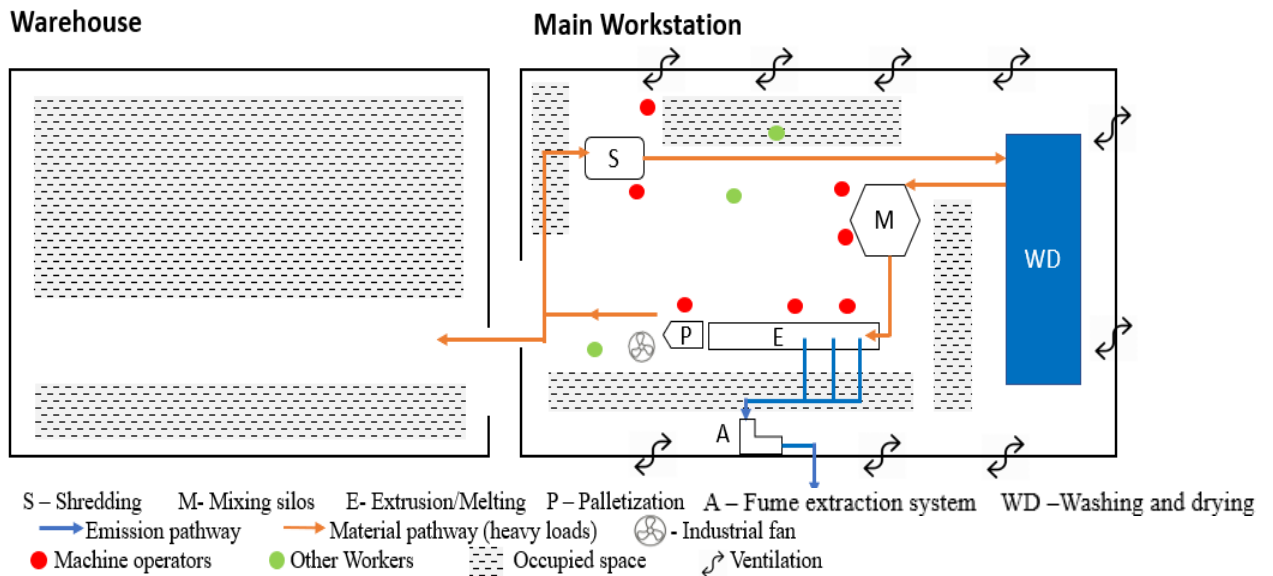 Warehouse
Main Workstation
S
M
WD
P
E
A
S – Shredding M- Mixing silos E- Extrusion/Melting P – Palletization A – Fume extraction system WD –Washing and drying
Emission pathway Material pathway (heavy loads) - Industrial fan
Machine operators Other Workers Occupied space Ventilation